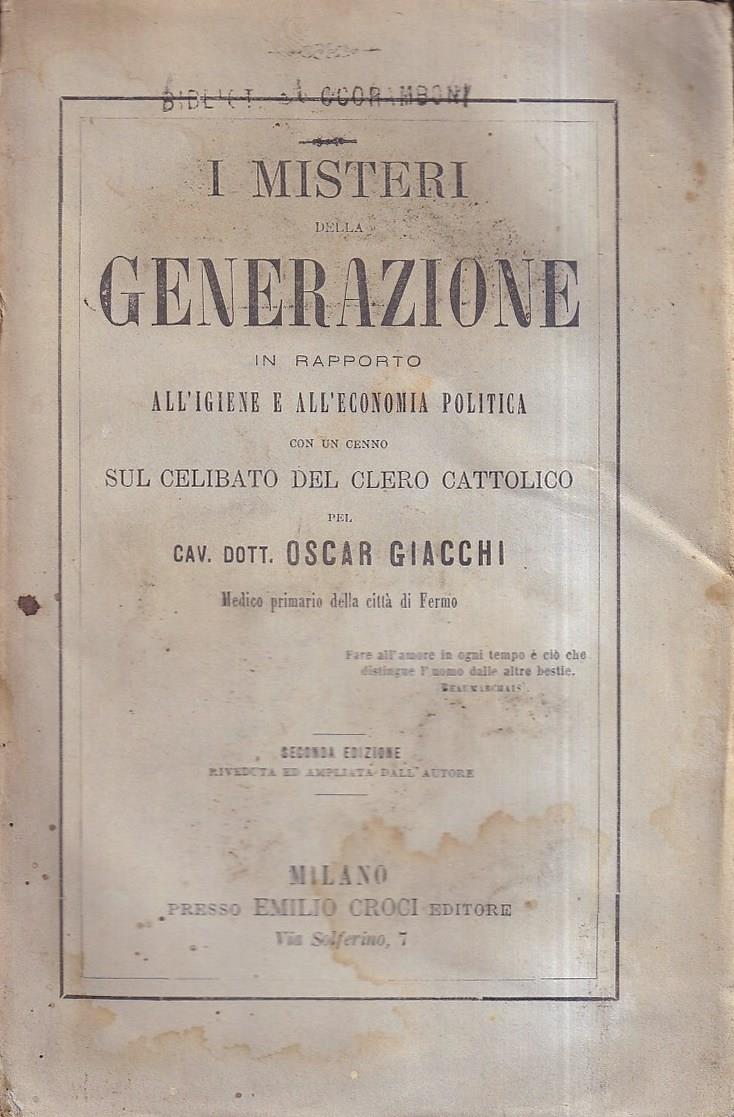 I MISTERI
DELLA
GENERAZIONE
IN RAPPORTO
ALL'IGIENE E ALL'ECONOMIA POLITICA
CON UN CENNO
SUL CELIBATO DEL CLERO CATTOLICO
PEL
CAV. DOTT. OSCAR GIACCHI
Medico primario della città di Fermo
Fare all'amore in ogni tempo è ciò che
distingue l'uomo dalle altre bestie.
BEAUMARCHAIS.
SECONDA EDIZIONE
RIVEDUTA ED AMPLIATA DALL'AUTORE
MILANO
PRESSO EMILIO CROCI EDITORE
Via Solferino, 7